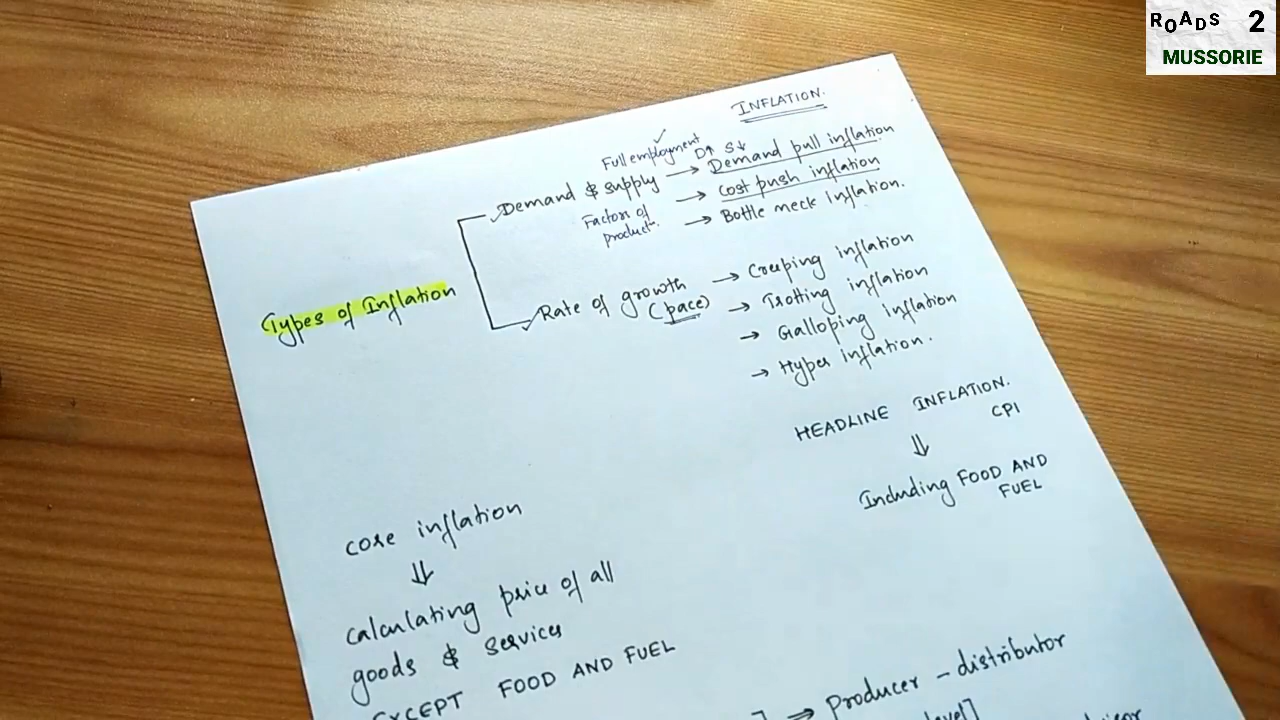 ROADS 2
MUSSORIE
INFLATION.
Full employment
D↑ S↓
Demand & supply → Demand pull inflation
→ Cost push inflation
Factors of
product.
→ Bottle neck inflation.
Types of Inflation
Rate of growth
(pace)
→ Creeping inflation
→ Trotting inflation
→ Galloping inflation
→ Hyper inflation.
HEADLINE INFLATION.
CPI
⇓
Including FOOD AND
FUEL
core inflation
⇓
calculating price of all
goods & services
EXCEPT FOOD AND FUEL
] ⇒ Producer - distributor
level]